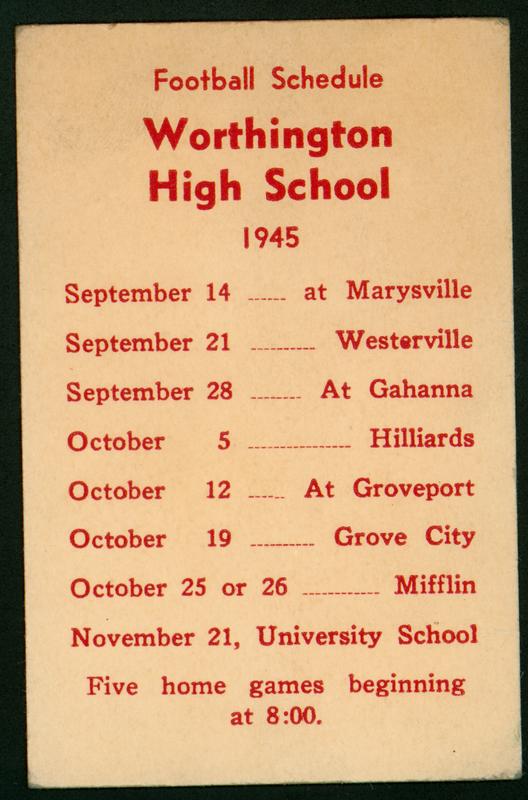 Football Schedule
Worthington
High School
1945
September 14 ...... at Marysville
September 21 .......... Westerville
September 28 ........ At Gahanna
October 5 ................ Hilliards
October 12 ...... At Groveport
October 19 .......... Grove City
October 25 or 26 ............ Mifflin
November 21, University School
Five home games beginning
at 8:00.